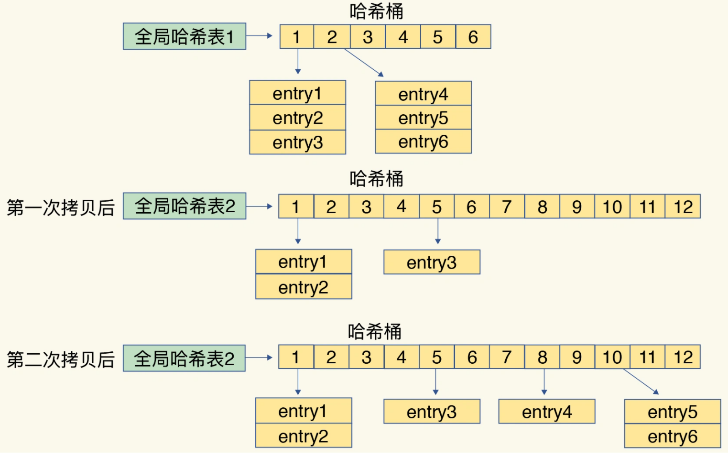 哈希桶
全局哈希表1
1 2 3 4 5 6
entry1 entry4
entry2 entry5
entry3 entry6
哈希桶
第一次拷贝后 全局哈希表2 1 2 3 4 5 6 7 8 9 10 11 12
entry1 entry3
entry2
哈希桶
第二次拷贝后 全局哈希表2 1 2 3 4 5 6 7 8 9 10 11 12
entry1 entry3 entry4 entry5
entry2 entry6